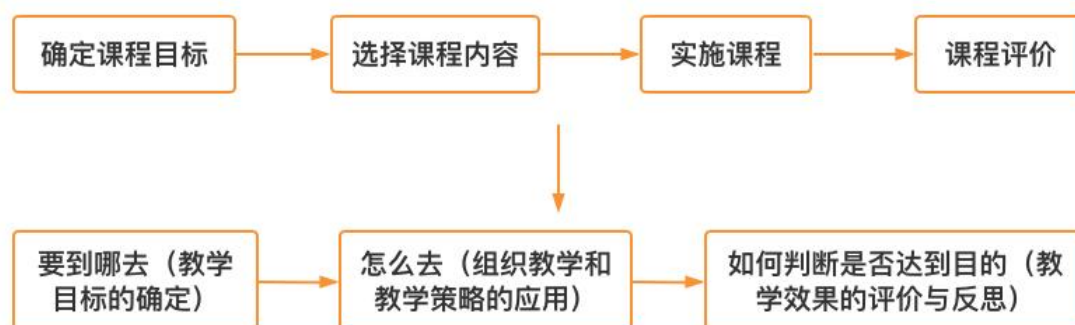 确定课程目标
选择课程内容
实施课程
课程评价
要到哪去（教学
目标的确定）
怎么去（组织教学和
教学策略的应用）
如何判断是否达到目的（教
学效果的评价与反思）